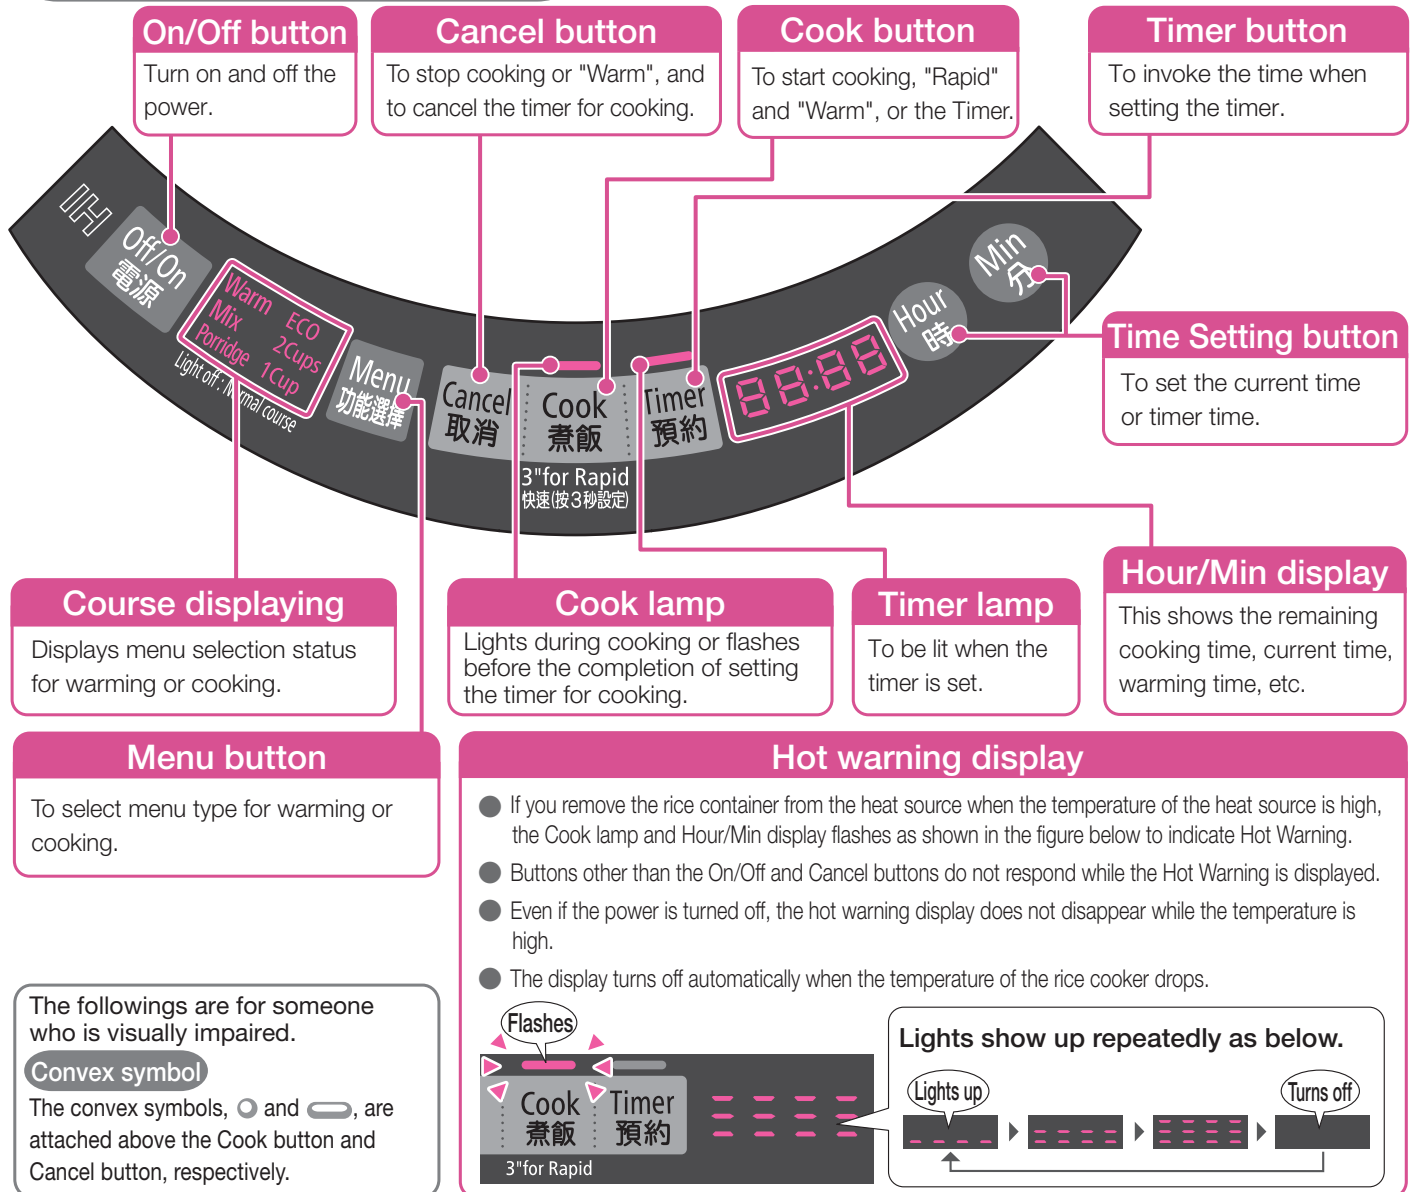 On/Off button
Turn on and off the
power.
Cancel button
To stop cooking or "Warm", and
to cancel the timer for cooking.
Cook button
To start cooking, "Rapid"
and "Warm", or the Timer.
Timer button
To invoke the time when
setting the timer.
IH
Off/On
電源
Warm ECO
Mix 2Cups
Porridge 1Cup
Light off : Normal course
Menu
功能選擇
Cancel
取消
Cook
煮飯
3"for Rapid
快速(按3秒設定)
Timer
預約
88:88
Hour
時
Min
分
Time Setting button
To set the current time
or timer time.
Course displaying
Displays menu selection status
for warming or cooking.
Cook lamp
Lights during cooking or flashes
before the completion of setting
the timer for cooking.
Timer lamp
To be lit when the
timer is set.
Hour/Min display
This shows the remaining
cooking time, current time,
warming time, etc.
Menu button
To select menu type for warming or
cooking.
Hot warning display
● If you remove the rice container from the heat source when the temperature of the heat source is high,
the Cook lamp and Hour/Min display flashes as shown in the figure below to indicate Hot Warning.
● Buttons other than the On/Off and Cancel buttons do not respond while the Hot Warning is displayed.
● Even if the power is turned off, the hot warning display does not disappear while the temperature is
high.
● The display turns off automatically when the temperature of the rice cooker drops.
The followings are for someone
who is visually impaired.
Convex symbol
The convex symbols, and , are
attached above the Cook button and
Cancel button, respectively.
Flashes
Cook
煮飯
Timer
預約
3"for Rapid
Lights show up repeatedly as below.
Lights up
Turns off